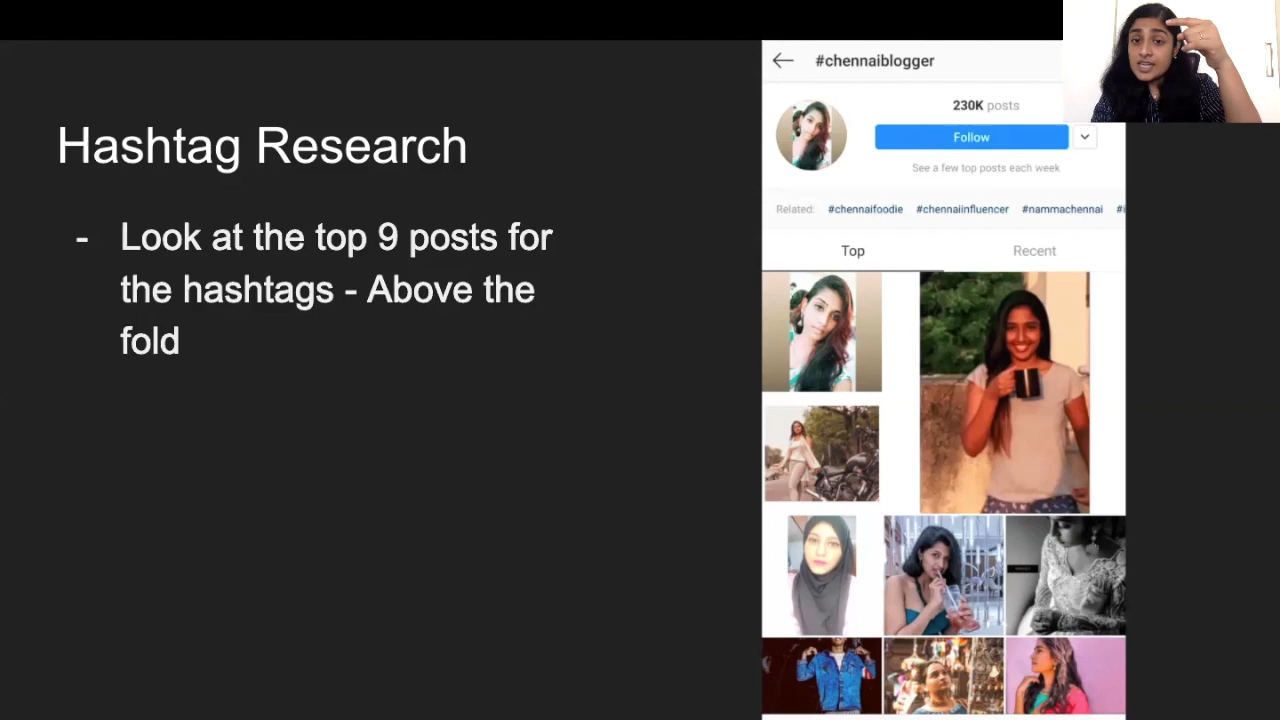 Hashtag Research
- Look at the top 9 posts for
the hashtags - Above the
fold
#chennaiblogger
230K posts
Follow
See a few top posts each week
Related: #chennaifoodie #chennaiinfluencer #nammachennai #i
Top Recent